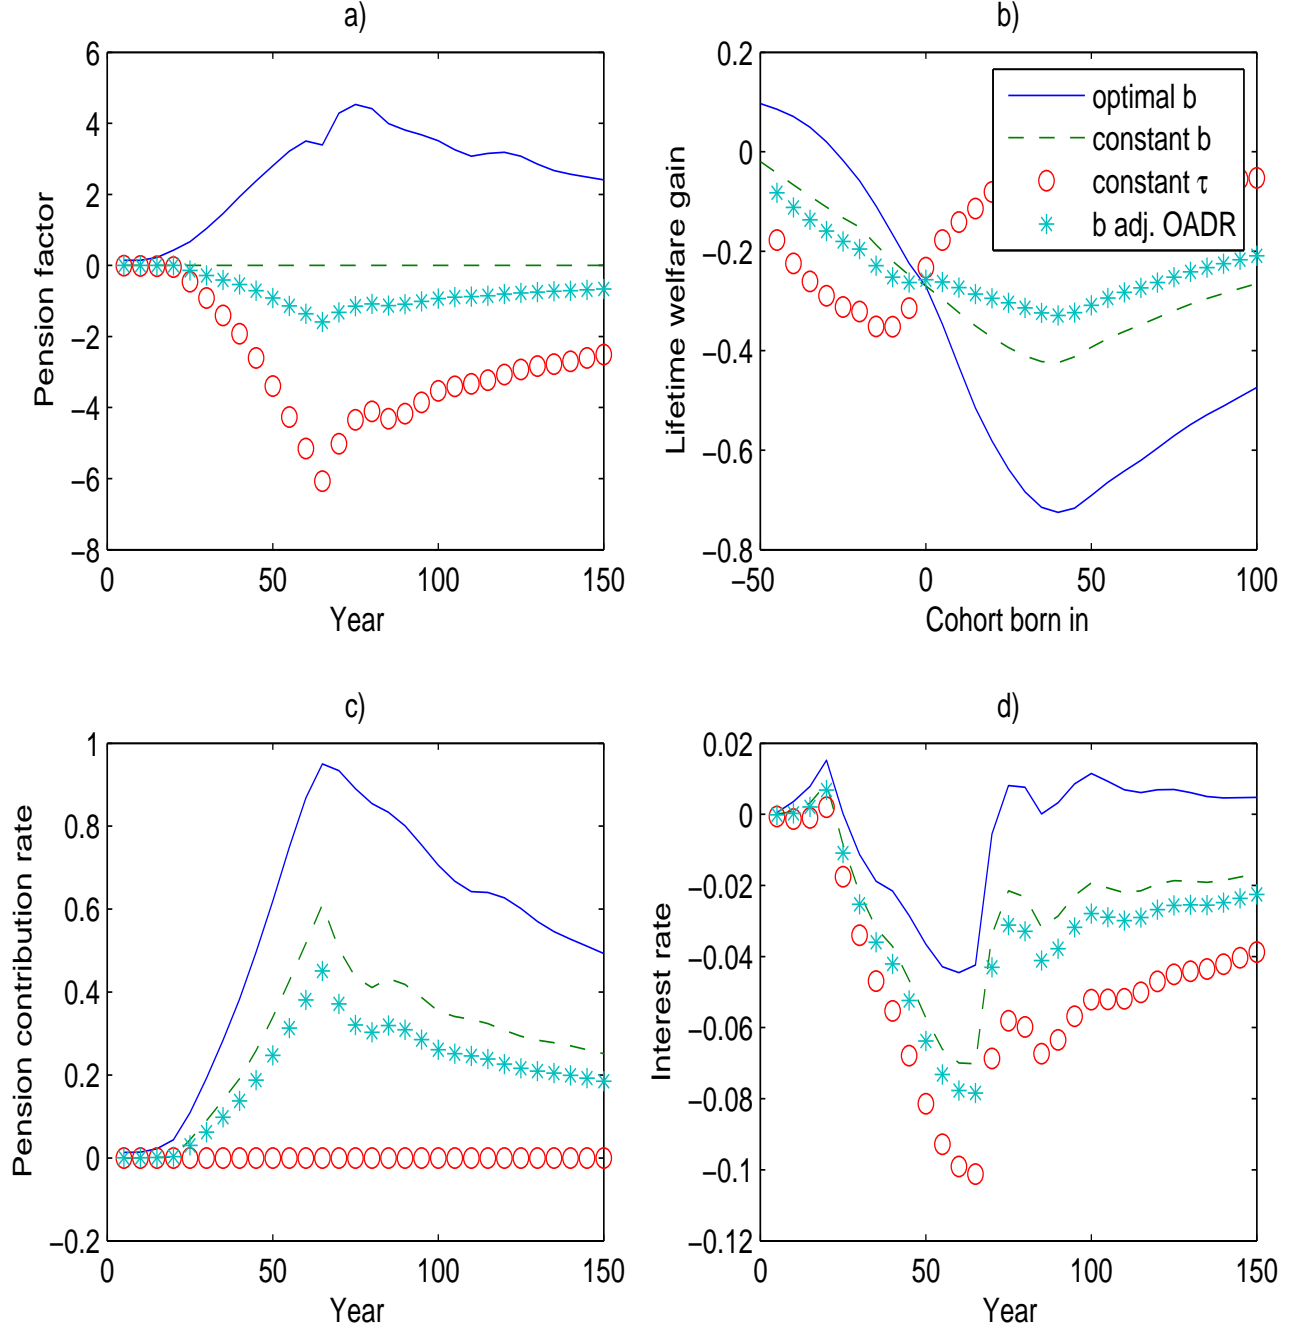 a)
6
4
2
0
−2
−4
−6
−8
0
50
100
150
Pension factor
Year
b)
0.2
0
−0.2
−0.4
−0.6
−0.8
−50
0
50
100
Lifetime welfare gain
Cohort born in
optimal b
constant b
constant τ
b adj. OADR
c)
1
0.8
0.6
0.4
0.2
0
−0.2
0
50
100
150
Pension contribution rate
Year
d)
0.02
0
−0.02
−0.04
−0.06
−0.08
−0.1
−0.12
0
50
100
150
Interest rate
Year